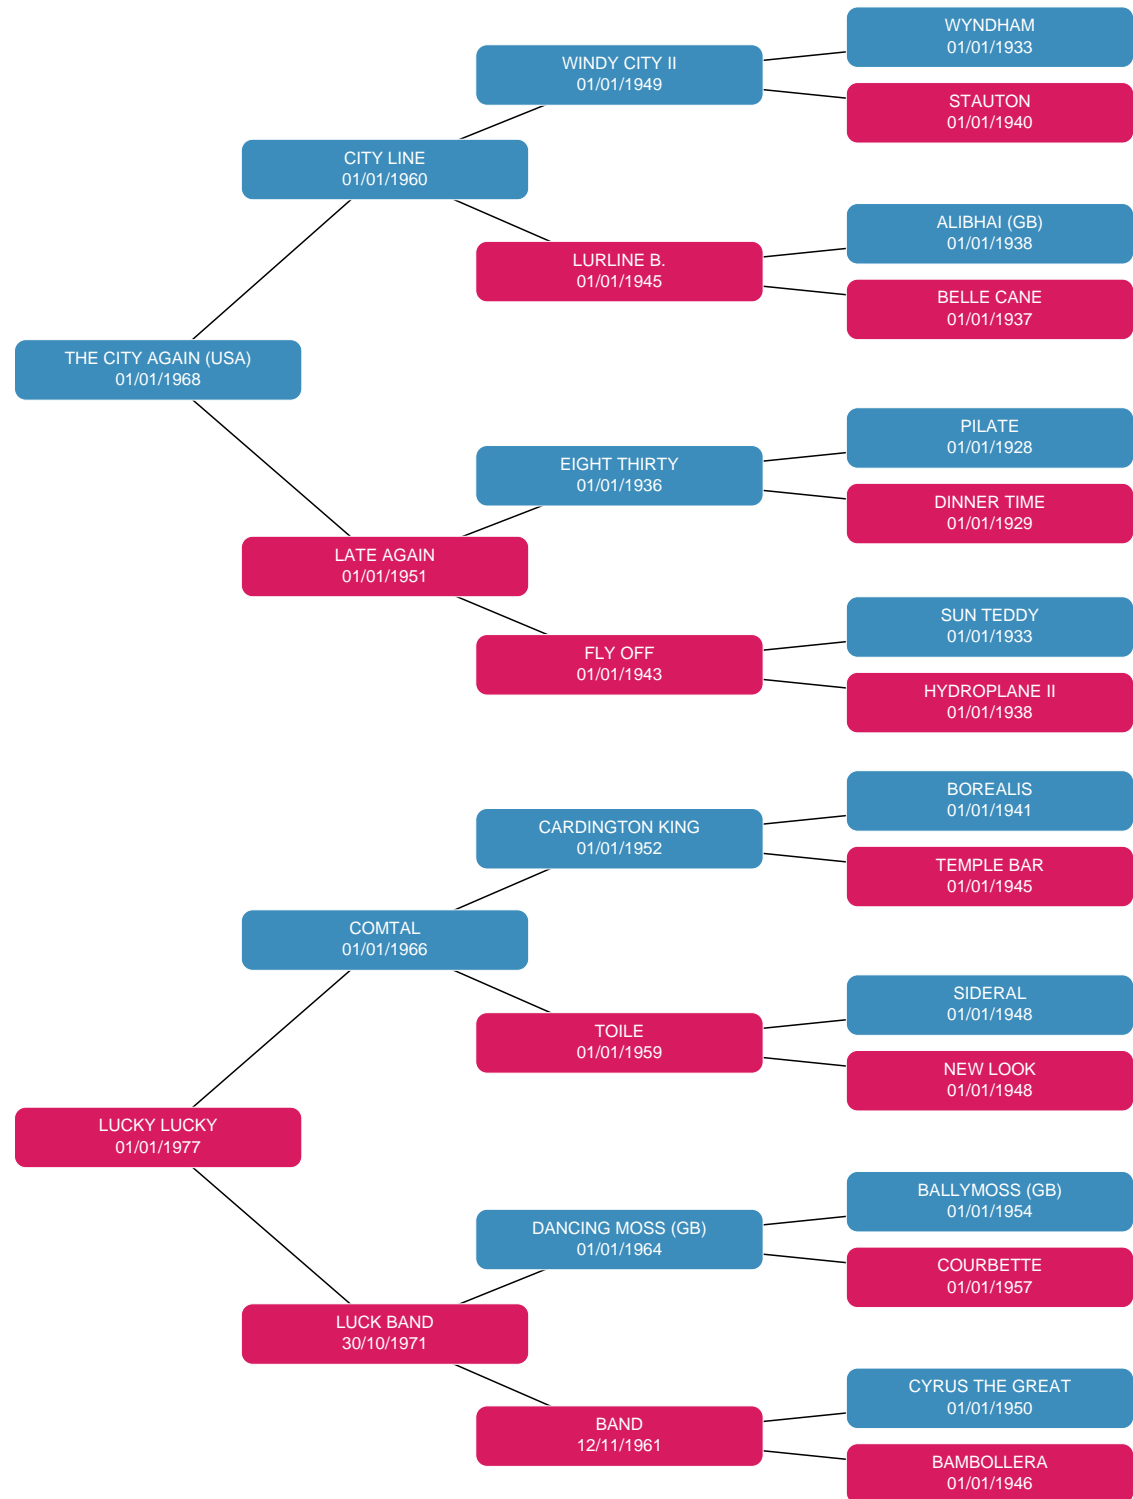 WYNDHAM
01/01/1933
WINDY CITY II
01/01/1949
STAUTON
01/01/1940
CITY LINE
01/01/1960
ALIBHAI (GB)
01/01/1938
LURLINE B.
01/01/1945
BELLE CANE
01/01/1937
THE CITY AGAIN (USA)
01/01/1968
PILATE
01/01/1928
EIGHT THIRTY
01/01/1936
DINNER TIME
01/01/1929
LATE AGAIN
01/01/1951
SUN TEDDY
01/01/1933
FLY OFF
01/01/1943
HYDROPLANE II
01/01/1938
BOREALIS
01/01/1941
CARDINGTON KING
01/01/1952
TEMPLE BAR
01/01/1945
COMTAL
01/01/1966
SIDERAL
01/01/1948
TOILE
01/01/1959
NEW LOOK
01/01/1948
LUCKY LUCKY
01/01/1977
BALLYMOSS (GB)
01/01/1954
DANCING MOSS (GB)
01/01/1964
COURBETTE
01/01/1957
LUCK BAND
30/10/1971
CYRUS THE GREAT
01/01/1950
BAND
12/11/1961
BAMBOLLERA
01/01/1946